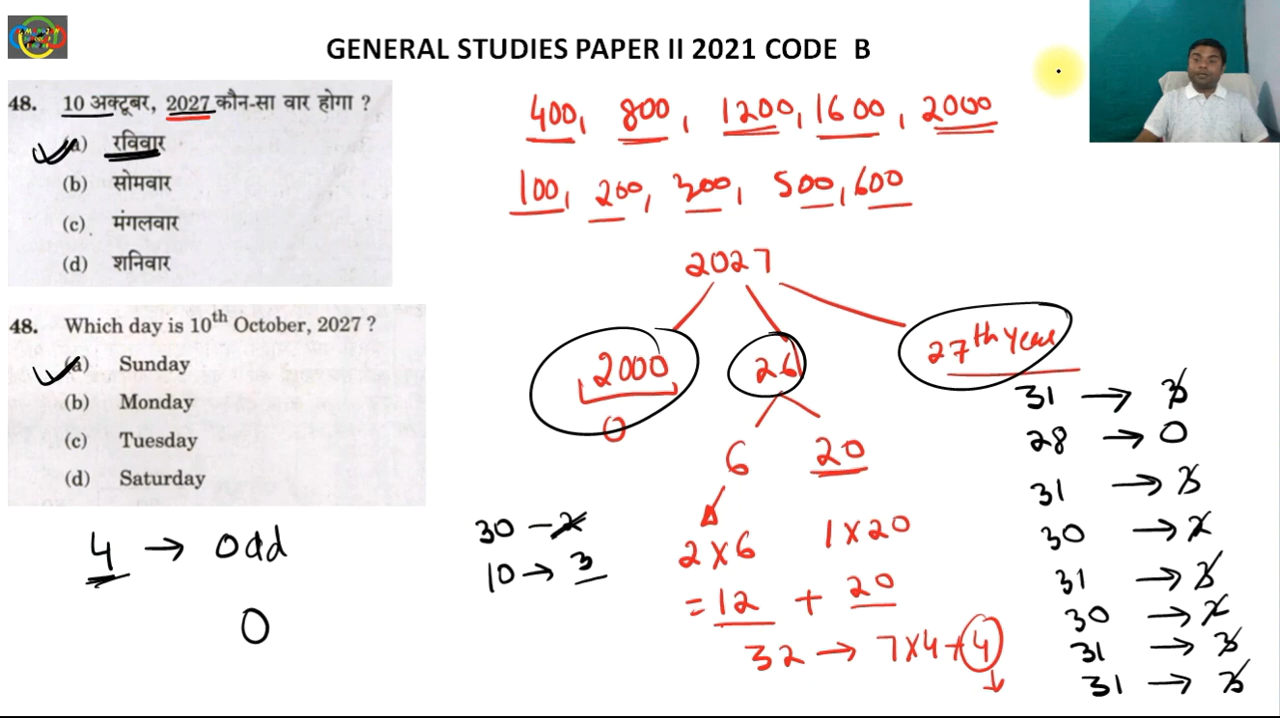 GENERAL STUDIES PAPER II 2021 CODE B
48. 10 अक्टूबर, 2027 कौन-सा वार होगा ?
(a) रविवार
(b) सोमवार
(c) मंगलवार
(d) शनिवार
48. Which day is 10th October, 2027 ?
(a) Sunday
(b) Monday
(c) Tuesday
(d) Saturday
4 → odd
0
400, 800, 1200, 1600, 2000
100, 200, 300, 500, 600
2027
2000 26 27th Year
0
6 20
2 x 6 1 x 20
= 12 + 20
32 → 7 x 4 + 4
30 - 2
10 → 3
31 → 3
28 → 0
31 → 3
30 → 2
31 → 3
30 → 2
31 → 3
31 → 3